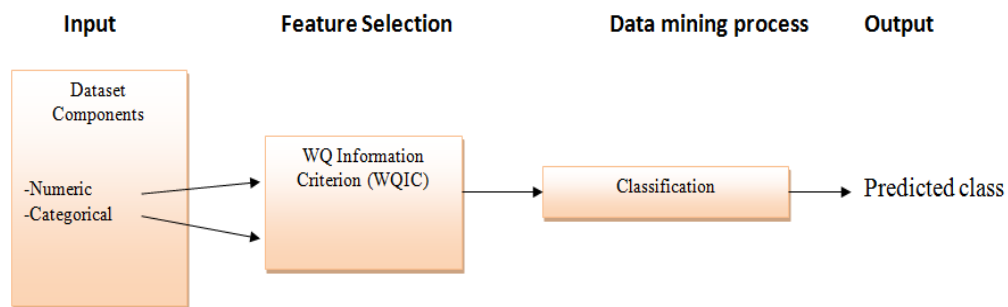 Input
Feature Selection
Data mining process
Output
Dataset
Components
-Numeric
-Categorical
WQ Information
Criterion (WQIC)
Classification
Predicted class